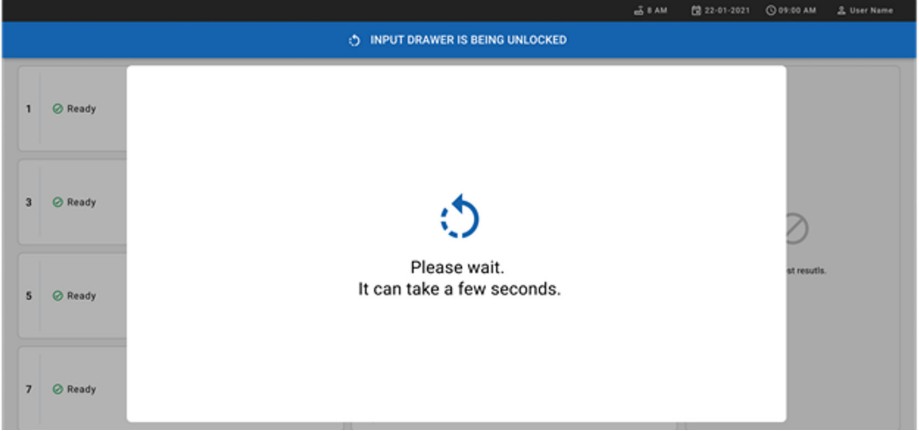 8 AM 22-01-2021 09:00 AM User Name
INPUT DRAWER IS BEING UNLOCKED
1 Ready
3 Ready
Please wait.
st resutls.
It can take a few seconds.
5 Ready
7 Ready